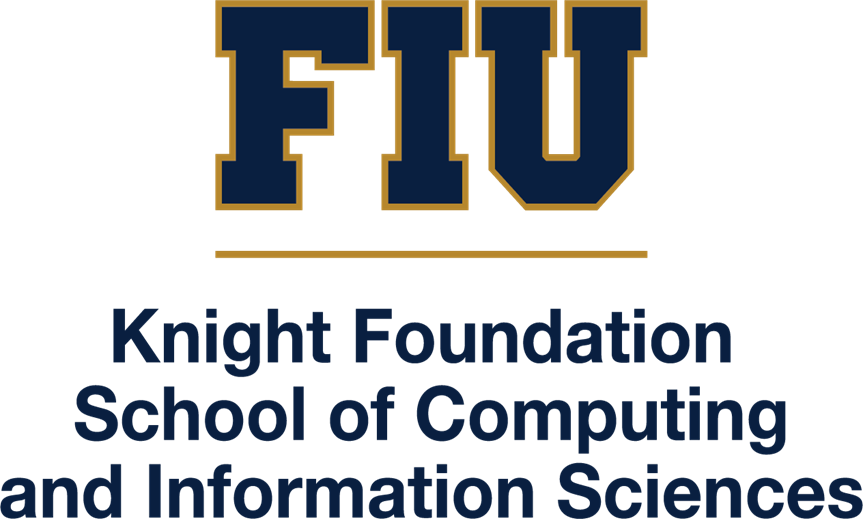 FIU
Knight Foundation
School of Computing
and Information Sciences